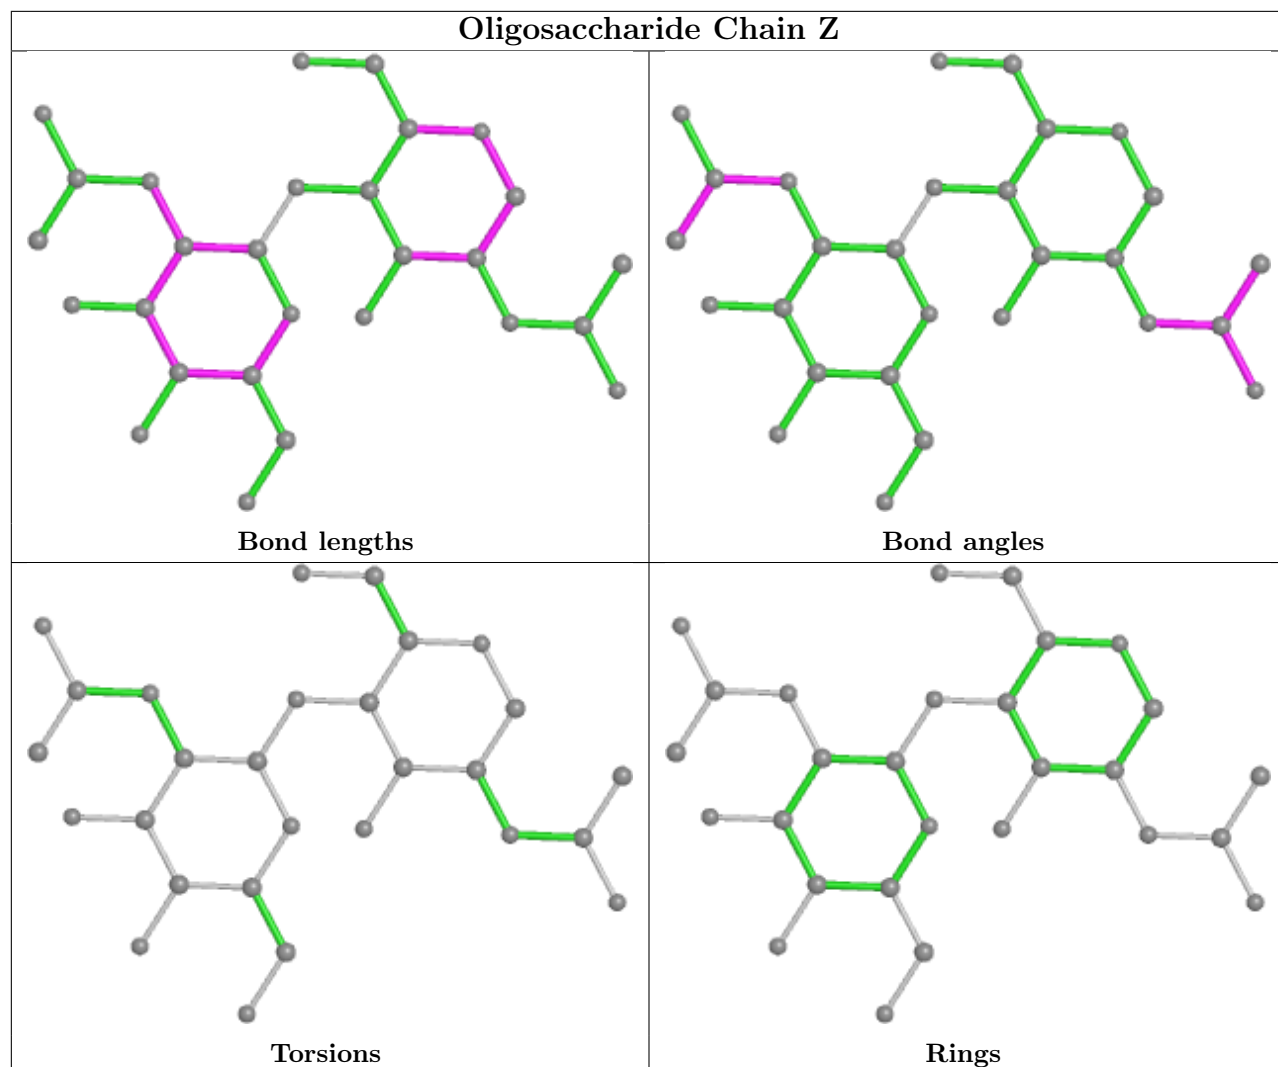 Oligosaccharide Chain Z
Bond lengths
Bond angles
Torsions
Rings